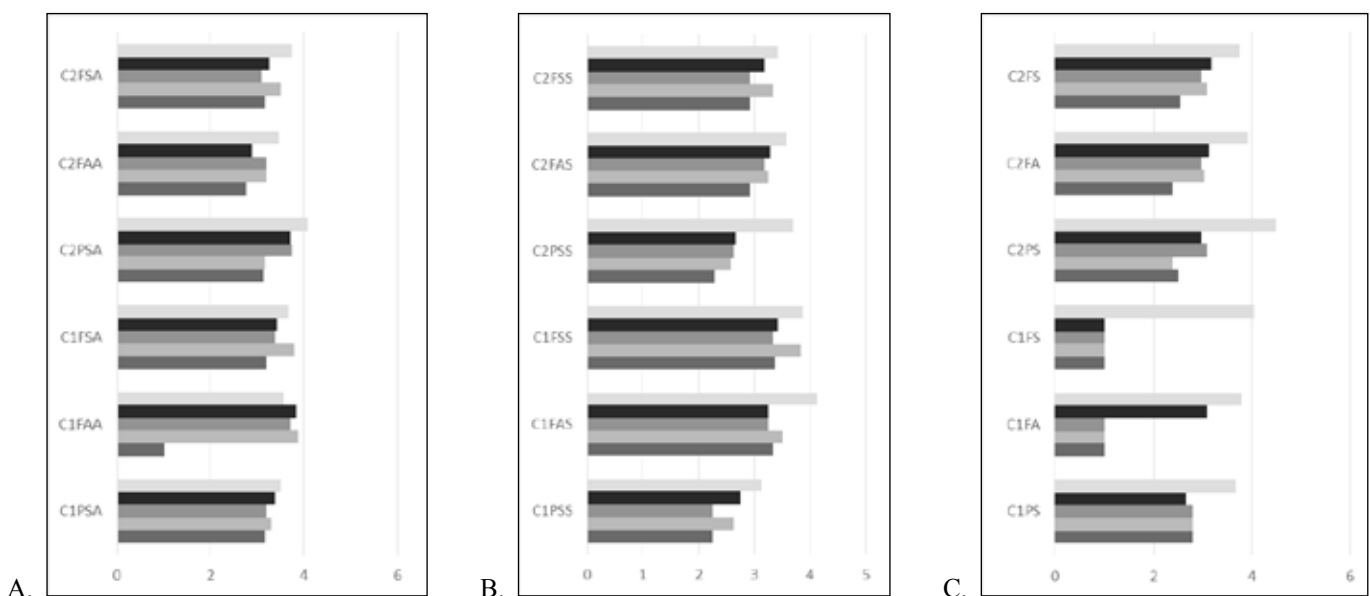 C2FSA
C2FAA
C2PSA
C1FSA
C1FAA
C1PSA
0 2 4 6
A.
C2FSS
C2FAS
C2PSS
C1FSS
C1FAS
C1PSS
0 1 2 3 4 5
B.
C2FS
C2FA
C2PS
C1FS
C1FA
C1PS
0 2 4 6
C.